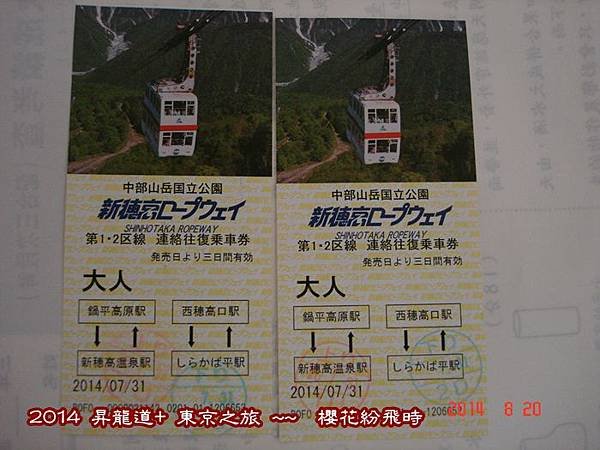 中部山岳国立公園
新穂高ロープウェイ
SHINHOTAKA ROPEWAY
第1・2区線 連絡往復乗車券
発売日より三日間有効
大人
鍋平高原駅 西穂高口駅
新穂高温泉駅 しらかば平駅
2014/07/31
中部山岳国立公園
新穂高ロープウェイ
SHINHOTAKA ROPEWAY
第1・2区線 連絡往復乗車券
発売日より三日間有効
大人
鍋平高原駅 西穂高口駅
新穂高温泉駅 しらかば平駅
2014/07/31
2014 昇龍道+ 東京之旅 ~~ 櫻花紛飛時
2014 8 20